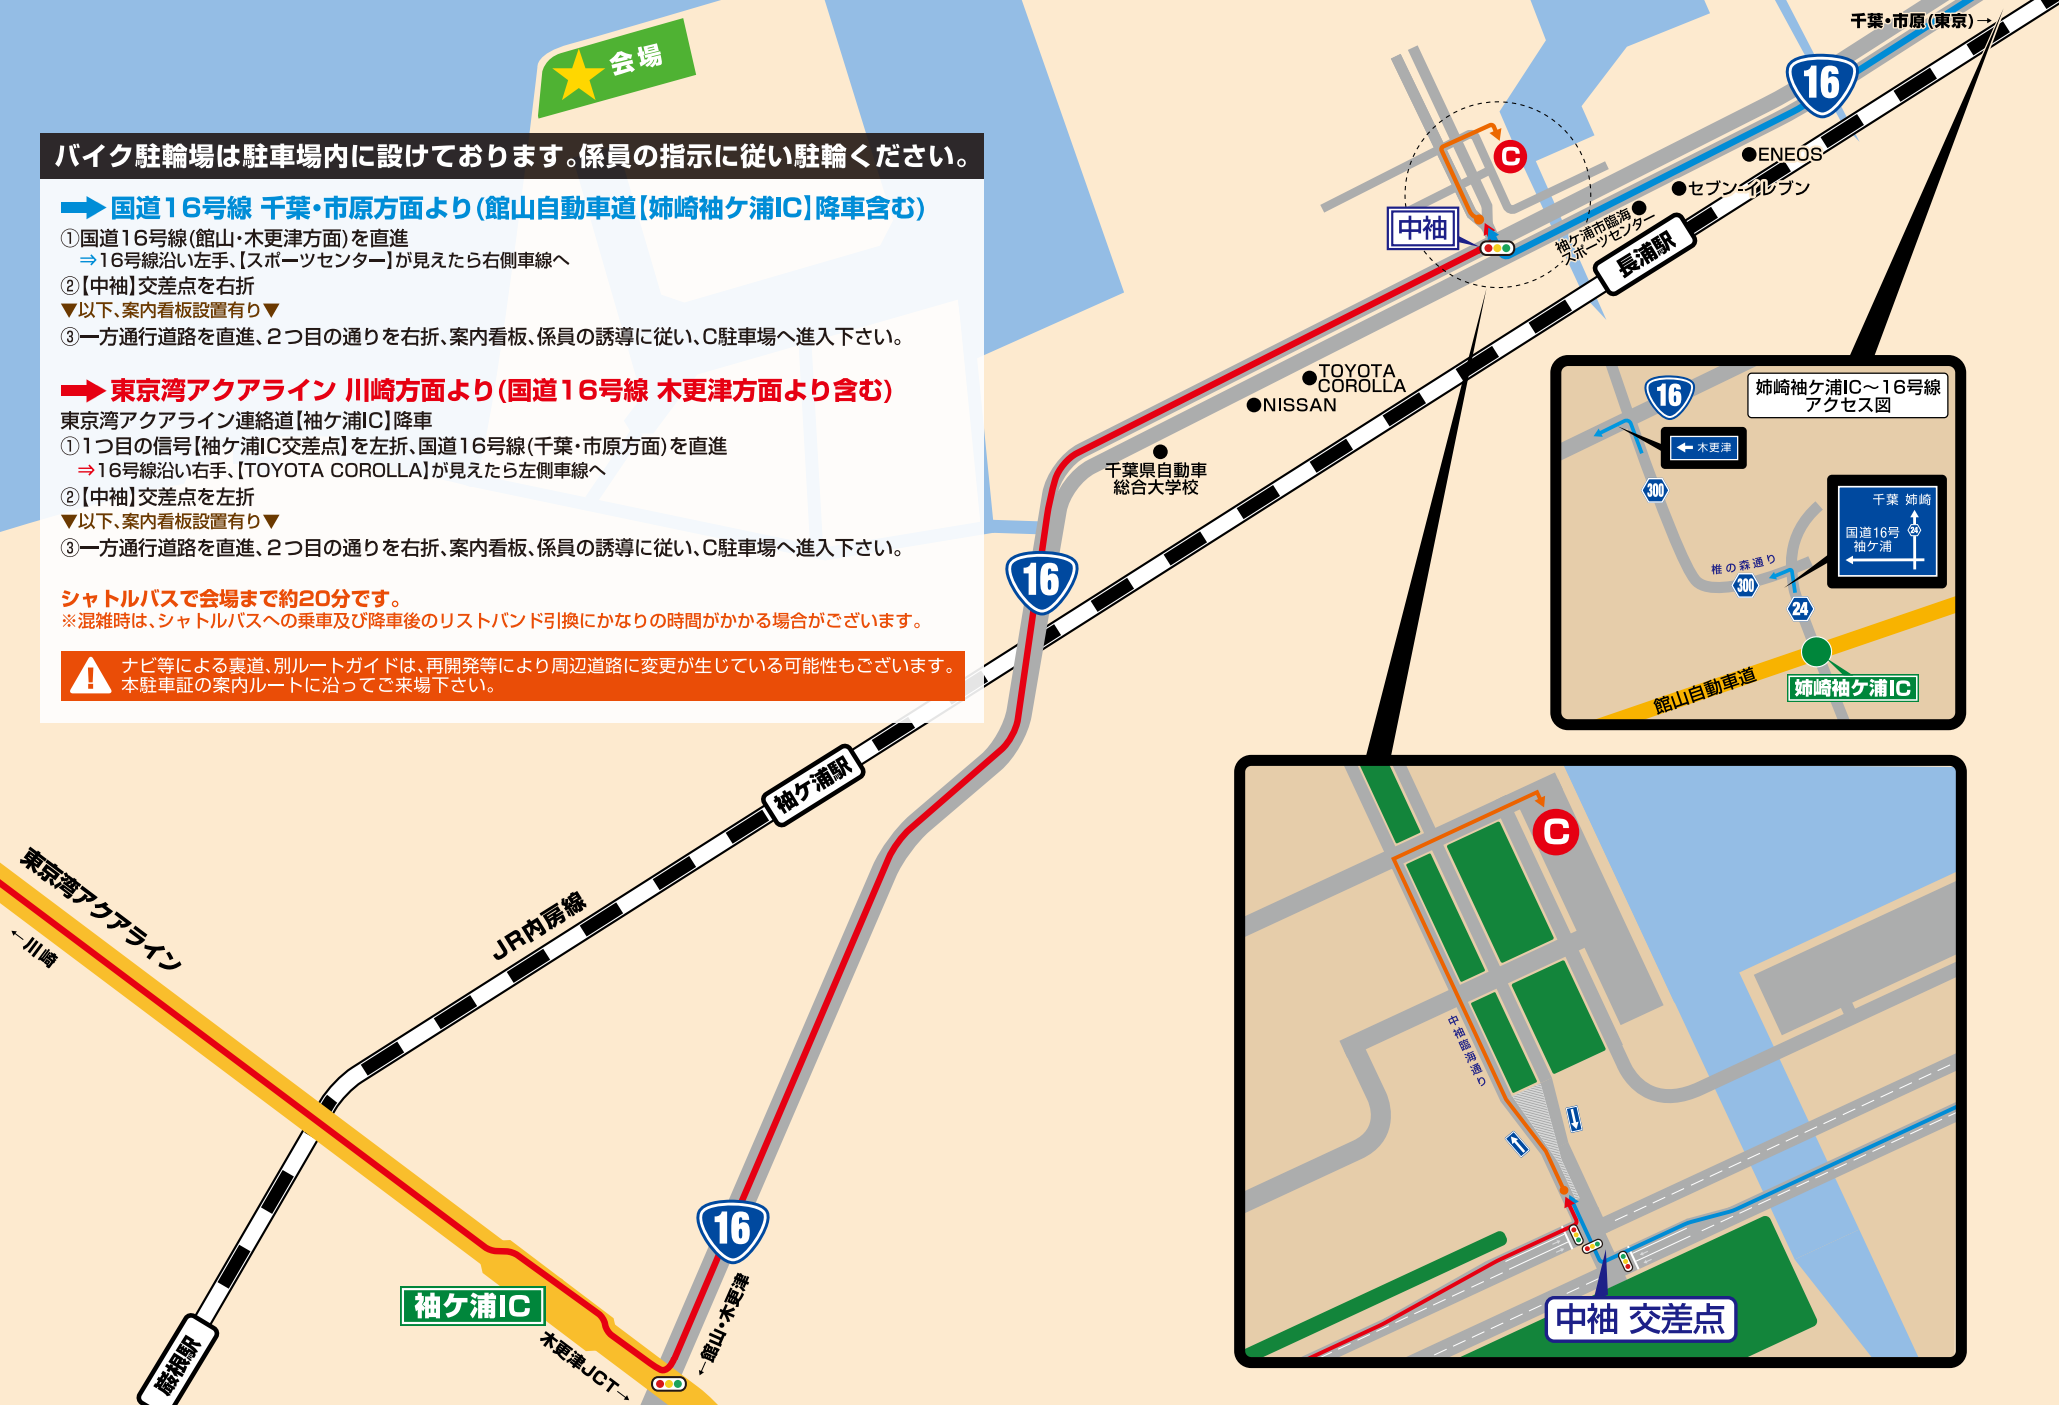 会場
バイク駐輪場は駐車場内に設けております。係員の指示に従い駐輪ください。
国道16号線 千葉・市原方面より(館山自動車道【姉崎袖ケ浦IC】降車含む)
①国道16号線(館山・木更津方面)を直進
⇒16号線沿い左手、【スポーツセンター】が見えたら右側車線へ
②【中袖】交差点を右折
▼以下、案内看板設置有り▼
③一方通行道路を直進、２つ目の通りを右折、案内看板、係員の誘導に従い、C駐車場へ進入下さい。
東京湾アクアライン 川崎方面より(国道16号線 木更津方面より含む)
東京湾アクアライン連絡道【袖ケ浦IC】降車
①1つ目の信号【袖ケ浦IC交差点】を左折、国道16号線(千葉・市原方面)を直進
⇒16号線沿い右手、【TOYOTA COROLLA】が見えたら左側車線へ
②【中袖】交差点を左折
▼以下、案内看板設置有り▼
③一方通行道路を直進、２つ目の通りを右折、案内看板、係員の誘導に従い、C駐車場へ進入下さい。
シャトルバスで会場まで約20分です。
※混雑時は、シャトルバスへの乗車及び降車後のリストバンド引換にかなりの時間がかかる場合がございます。
ナビ等による裏道、別ルートガイドは、再開発等により周辺道路に変更が生じている可能性もございます。
本駐車証の案内ルートに沿ってご来場下さい。
千葉・市原(東京)→
16
C
中袖
ENEOS
セブン-イレブン
袖ケ浦市臨海
スポーツセンター
長浦駅
TOYOTA
COROLLA
NISSAN
千葉県自動車
総合大学校
16
袖ケ浦駅
JR内房線
東京湾アクアライン
←川崎
袖ケ浦IC
木更津JCT→
16
←館山・木更津
巌根駅
姉崎袖ケ浦IC〜16号線
アクセス図
16
← 木更津
300
千葉 姉崎
24
国道16号
袖ケ浦
椎の森通り
300
24
館山自動車道
姉崎袖ケ浦IC
C
中袖臨海通り
中袖 交差点